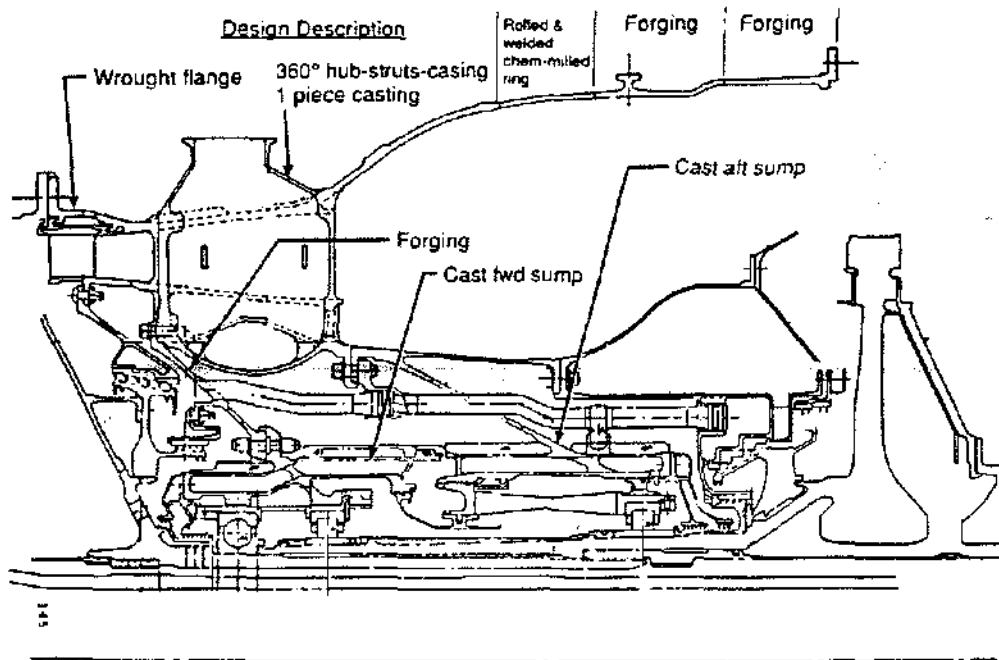 Design Description
Rolled &
welded
chem-milled
ring
Forging
Forging
Wrought flange
360° hub-struts-casing
1 piece casting
Cast aft sump
Forging
Cast fwd sump
345